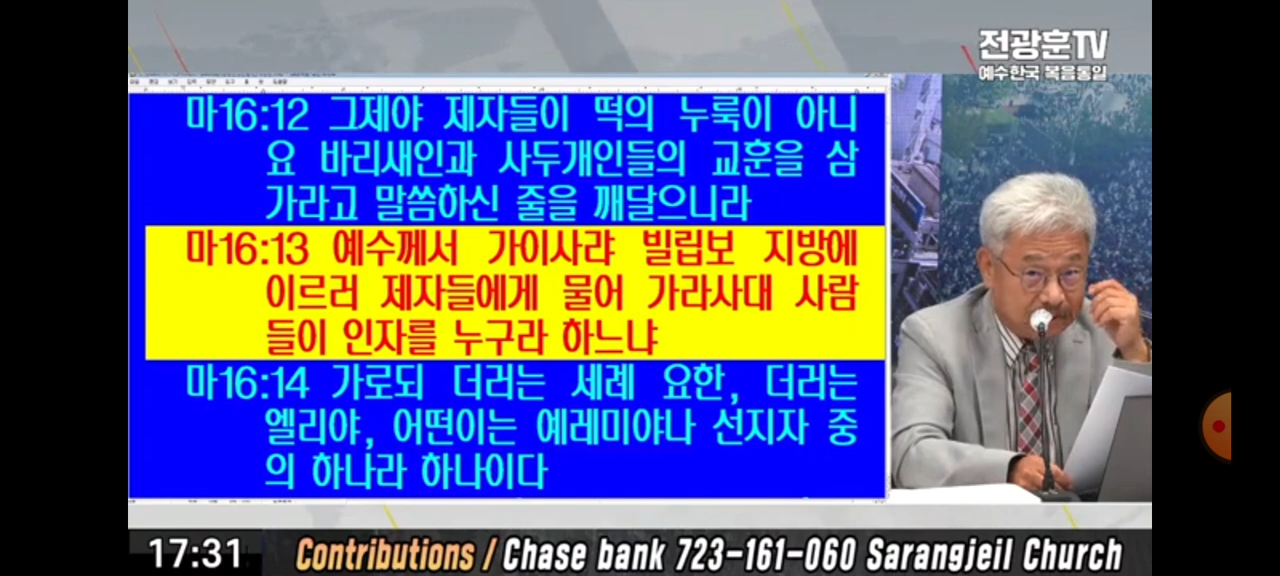 전광훈TV
예수한국 복음통일
마16:12 그제야 제자들이 떡의 누룩이 아니
요 바리새인과 사두개인들의 교훈을 삼
가라고 말씀하신 줄을 깨달으니라
마16:13 예수께서 가이사랴 빌립보 지방에
이르러 제자들에게 물어 가라사대 사람
들이 인자를 누구라 하느냐
마16:14 가로되 더러는 세례 요한, 더러는
엘리야, 어떤이는 예레미야나 선지자 중
의 하나라 하나이다
17:31 Contributions / Chase bank 723-161-060 Sarangjeil Church